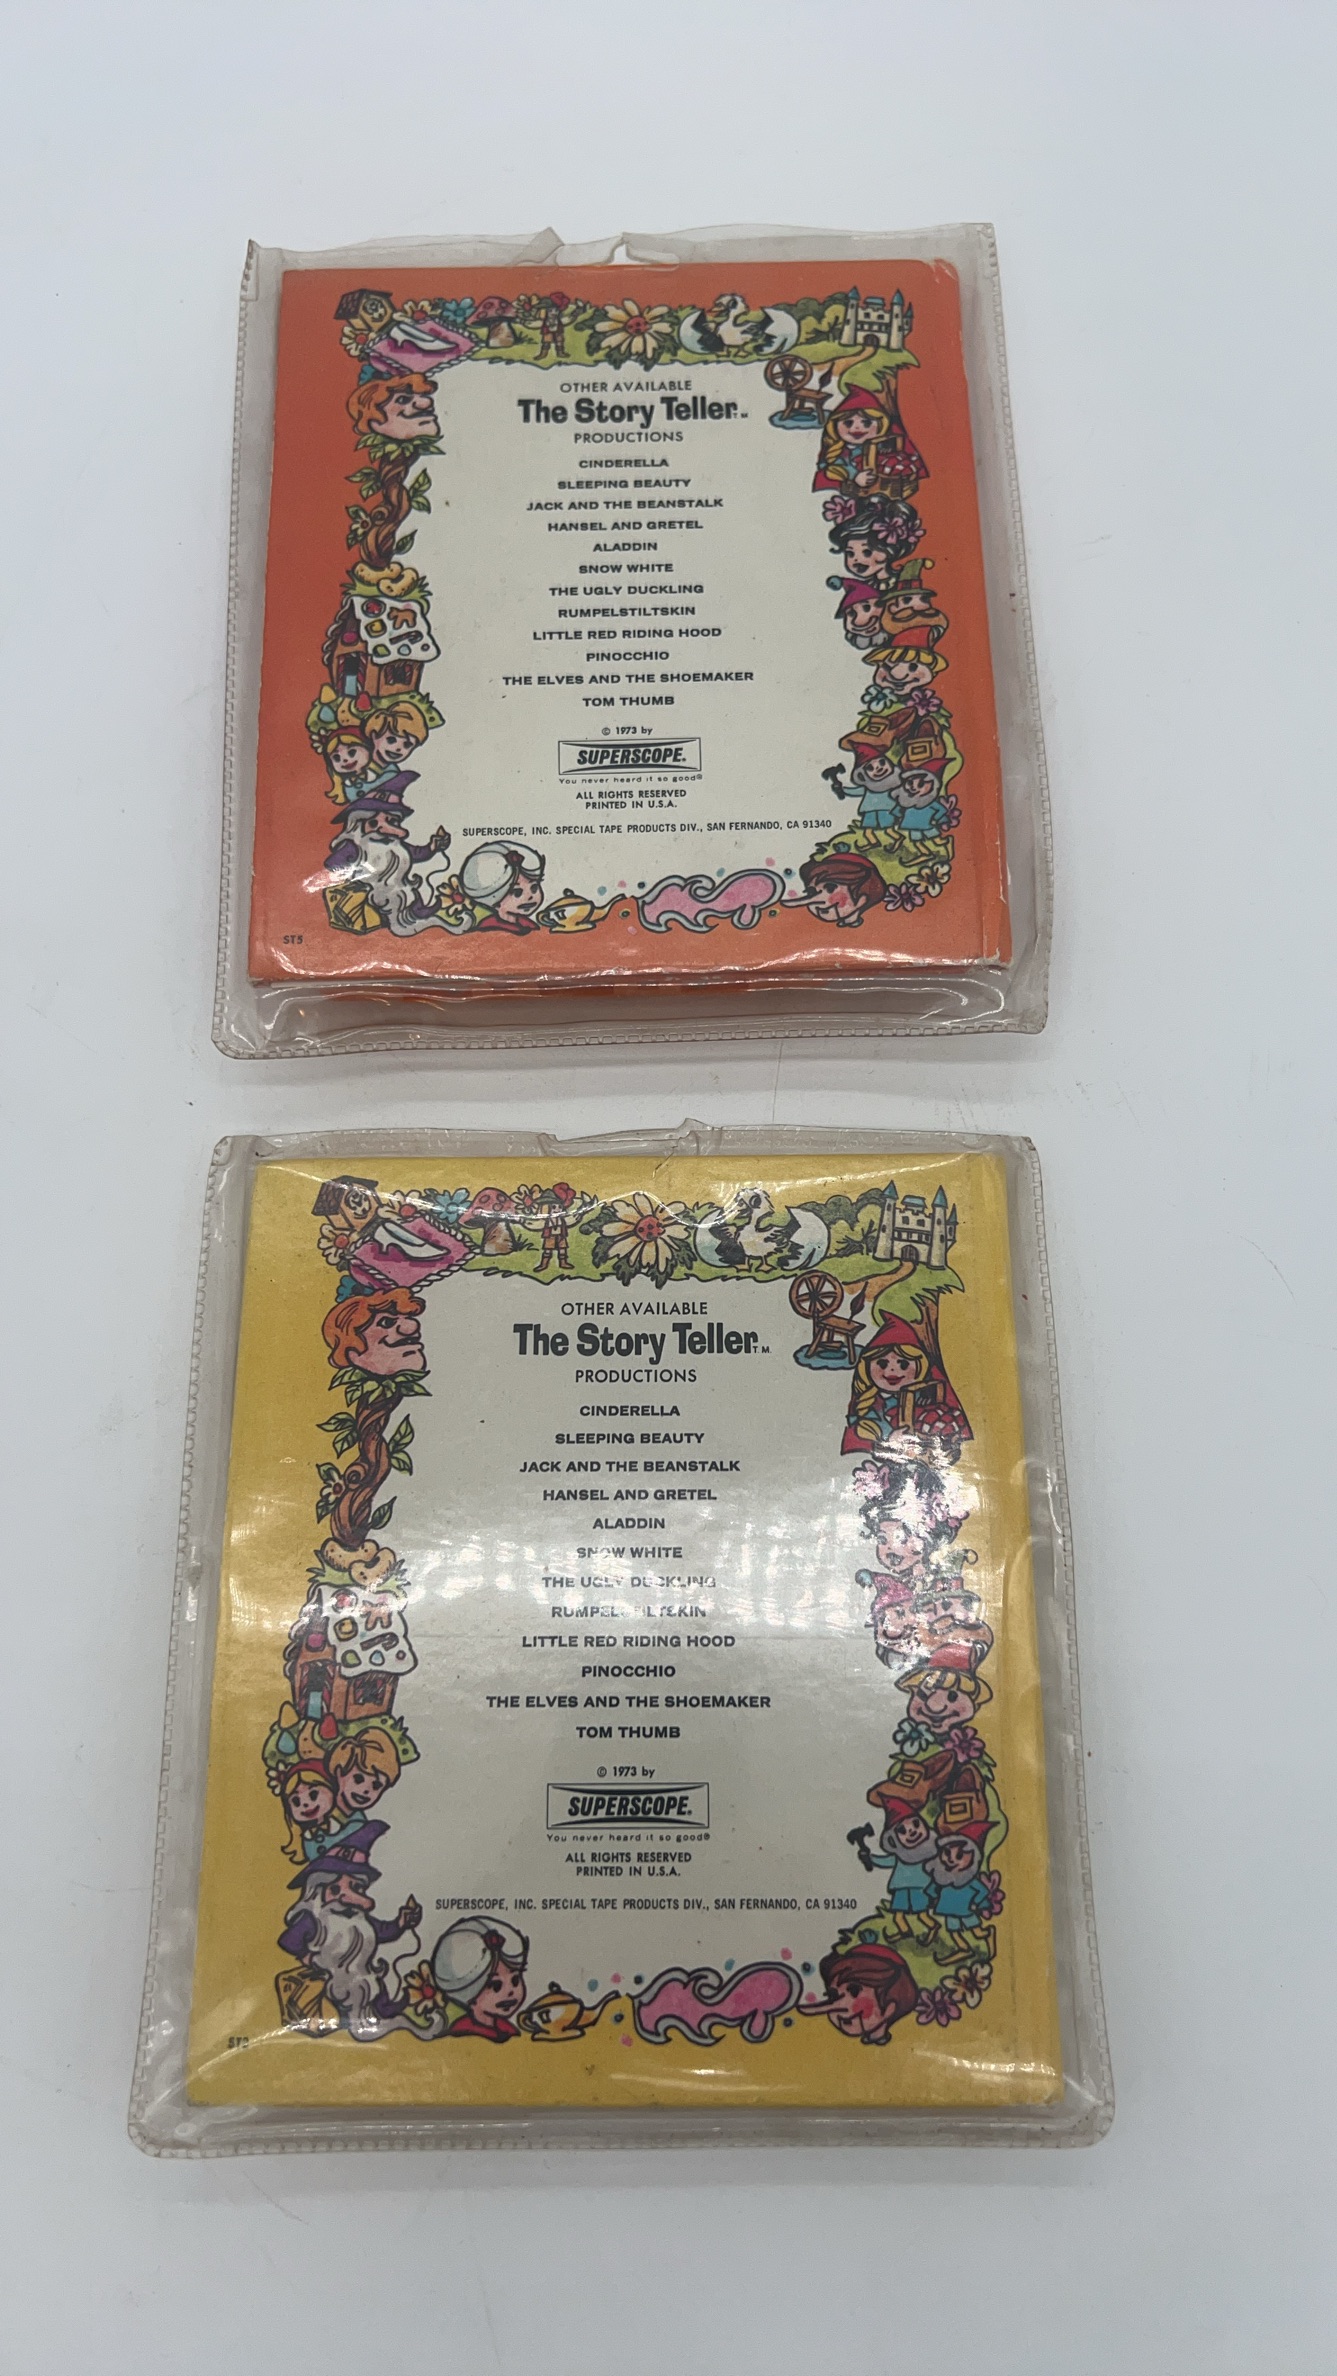 OTHER AVAILABLE
The Story Teller T.M.
PRODUCTIONS
CINDERELLA
SLEEPING BEAUTY
JACK AND THE BEANSTALK
HANSEL AND GRETEL
ALADDIN
SNOW WHITE
THE UGLY DUCKLING
RUMPELSTILTSKIN
LITTLE RED RIDING HOOD
PINOCCHIO
THE ELVES AND THE SHOEMAKER
TOM THUMB
© 1973 by
SUPERSCOPE®
You never heard it so good®
ALL RIGHTS RESERVED
PRINTED IN U.S.A.
SUPERSCOPE, INC. SPECIAL TAPE PRODUCTS DIV., SAN FERNANDO, CA 91340
ST5
OTHER AVAILABLE
The Story Teller T.M.
PRODUCTIONS
CINDERELLA
SLEEPING BEAUTY
JACK AND THE BEANSTALK
HANSEL AND GRETEL
ALADDIN
SNOW WHITE
THE UGLY DUCKLING
RUMPELSTILTSKIN
LITTLE RED RIDING HOOD
PINOCCHIO
THE ELVES AND THE SHOEMAKER
TOM THUMB
© 1973 by
SUPERSCOPE®
You never heard it so good®
ALL RIGHTS RESERVED
PRINTED IN U.S.A.
SUPERSCOPE, INC. SPECIAL TAPE PRODUCTS DIV., SAN FERNANDO, CA 91340